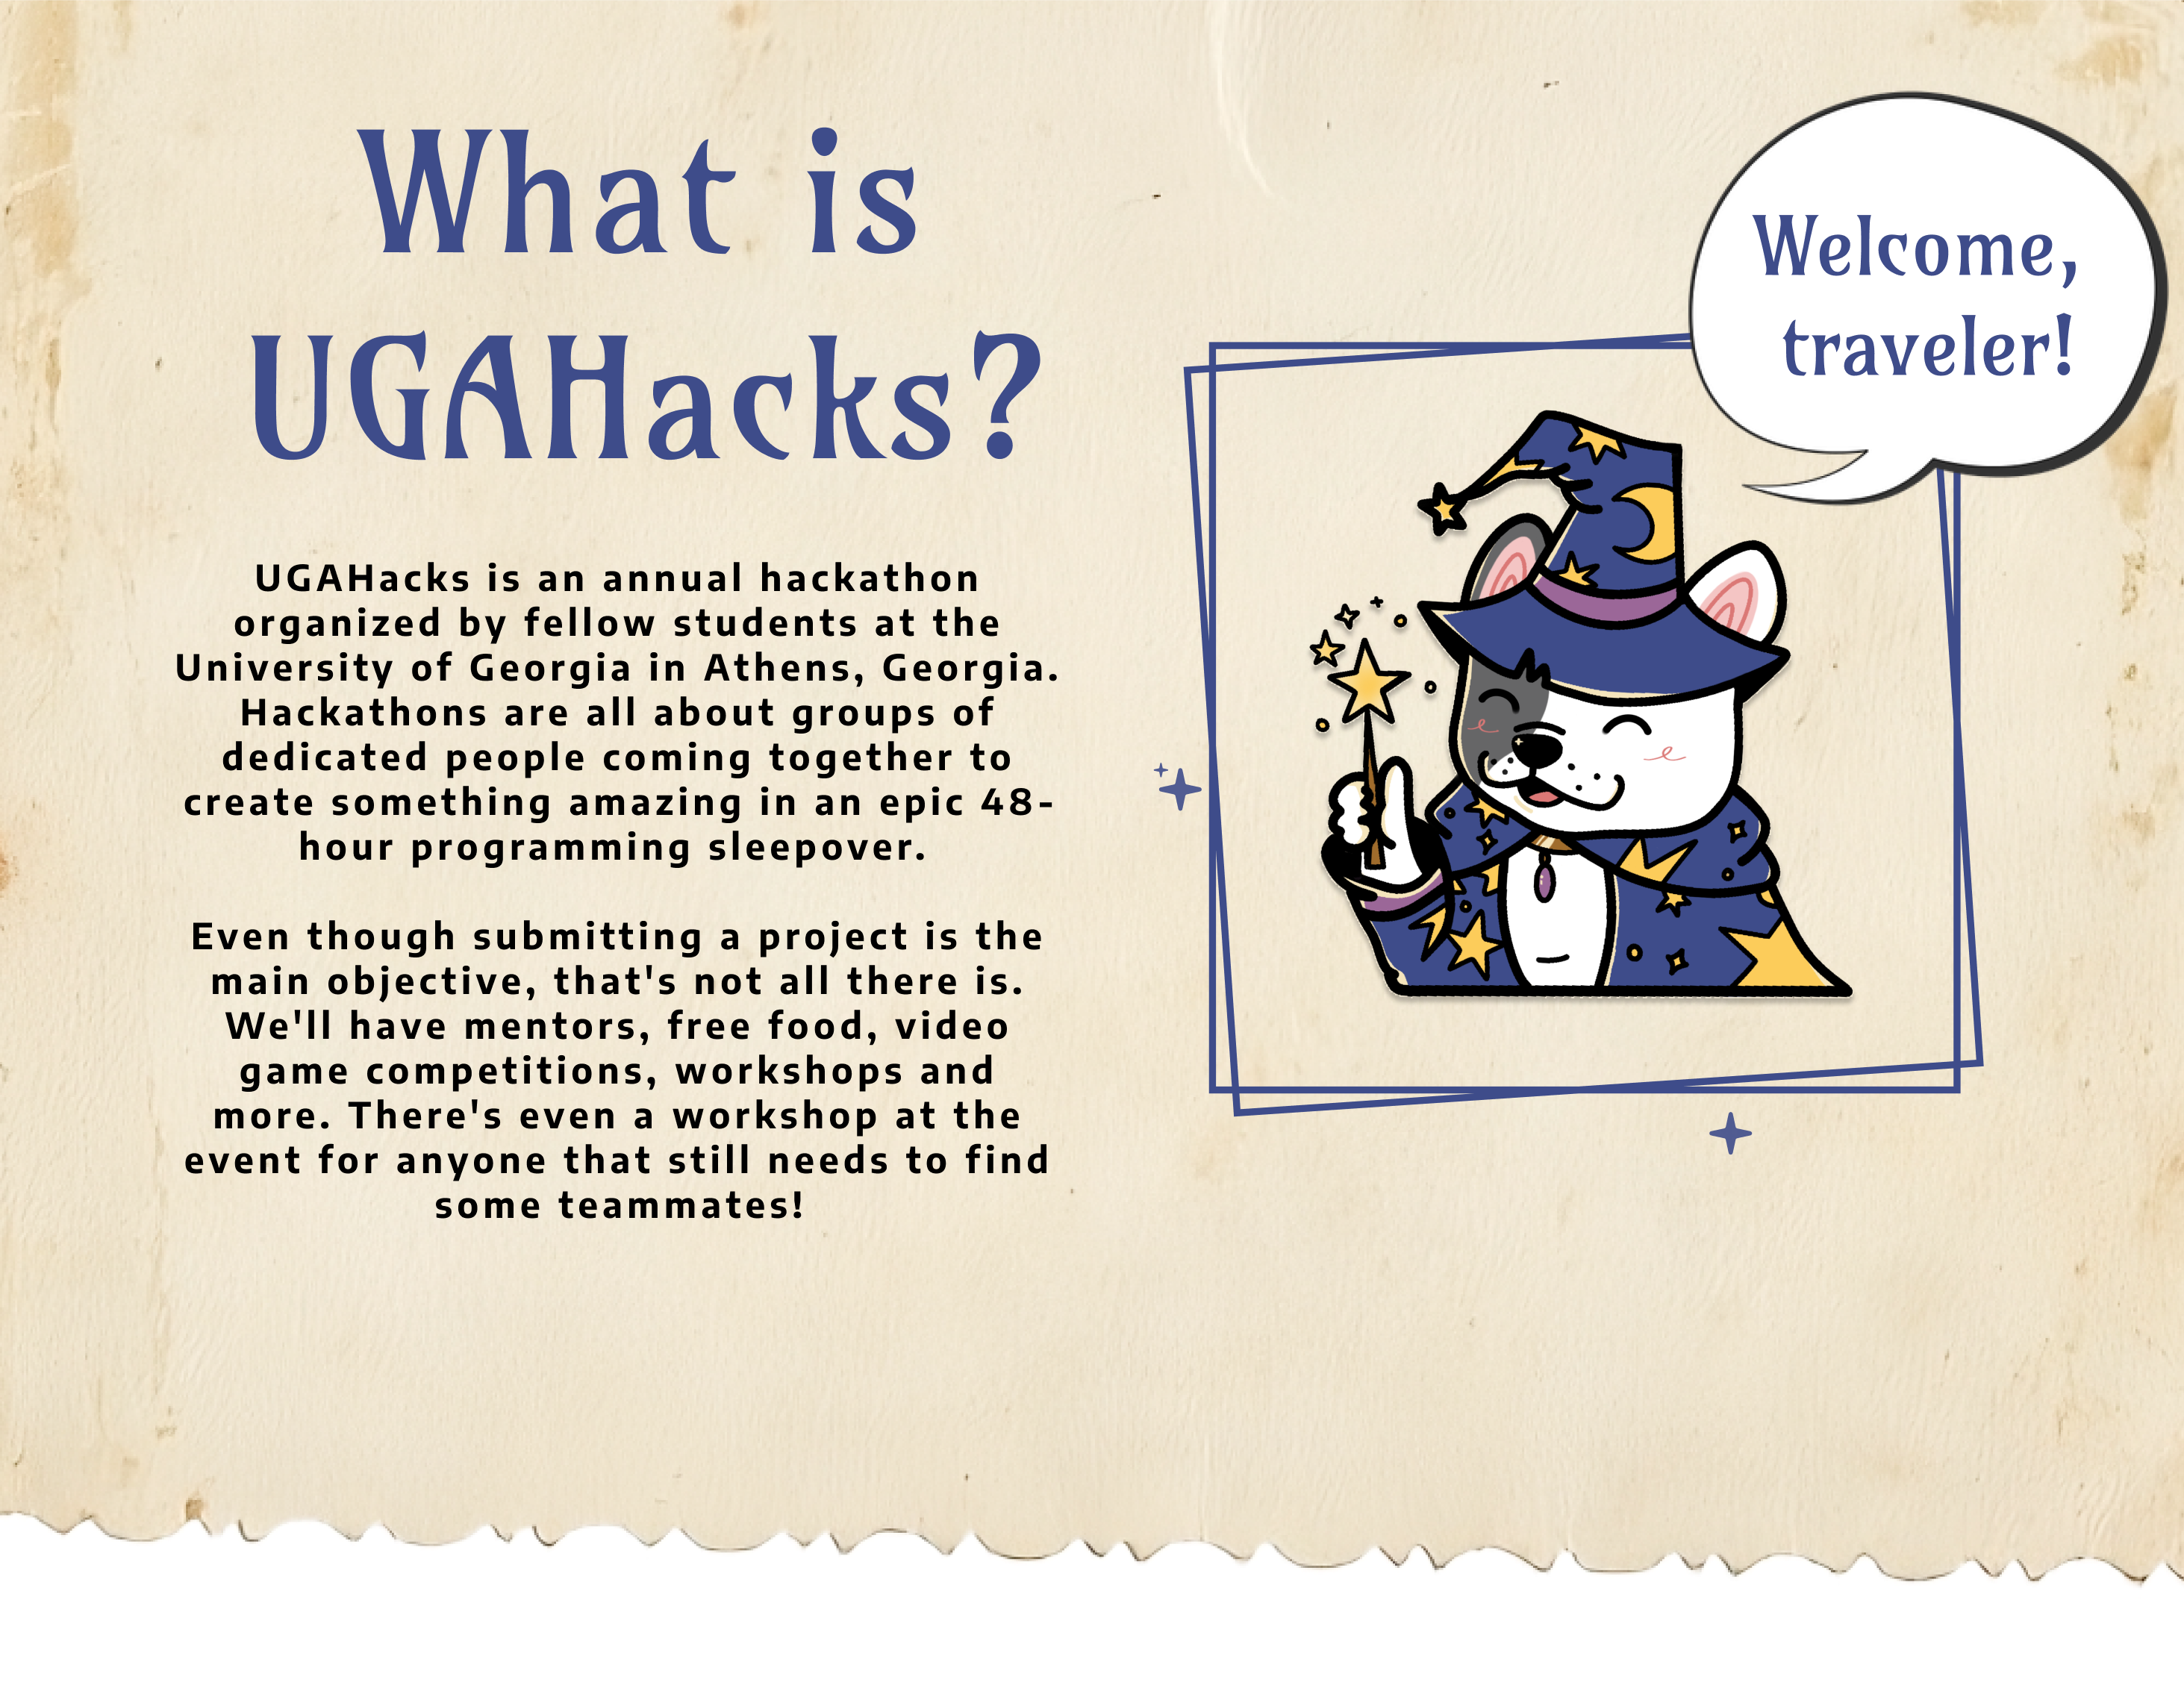 What is
UGAHacks?
Welcome,
traveler!
UGAHacks is an annual hackathon
organized by fellow students at the
University of Georgia in Athens, Georgia.
Hackathons are all about groups of
dedicated people coming together to
create something amazing in an epic 48-
hour programming sleepover.
Even though submitting a project is the
main objective, that's not all there is.
We'll have mentors, free food, video
game competitions, workshops and
more. There's even a workshop at the
event for anyone that still needs to find
some teammates!